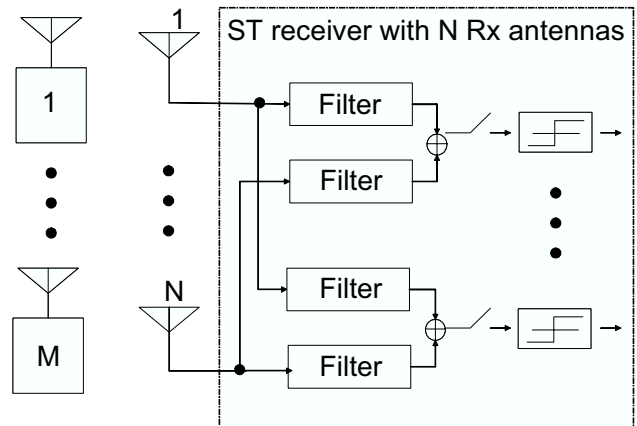 1
ST receiver with N Rx antennas
1
Filter
Filter
N
Filter
M
Filter